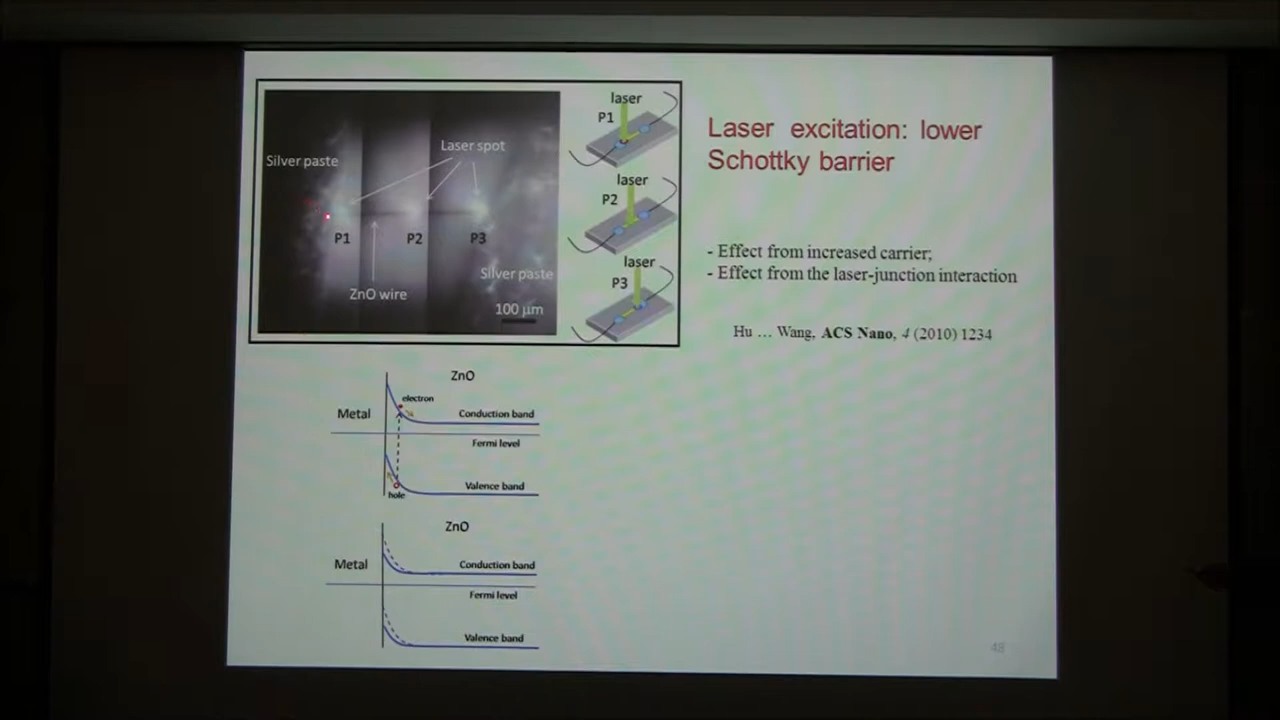 Silver paste
Laser spot
P1
P2
P3
ZnO wire
Silver paste
100 µm
laser
P1
laser
P2
laser
P3
Laser excitation: lower
Schottky barrier
- Effect from increased carrier;
- Effect from the laser-junction interaction
Hu ... Wang, ACS Nano, 4 (2010) 1234
ZnO
electron
Metal
Conduction band
Fermi level
Valence band
hole
ZnO
Metal
Conduction band
Fermi level
Valence band
48